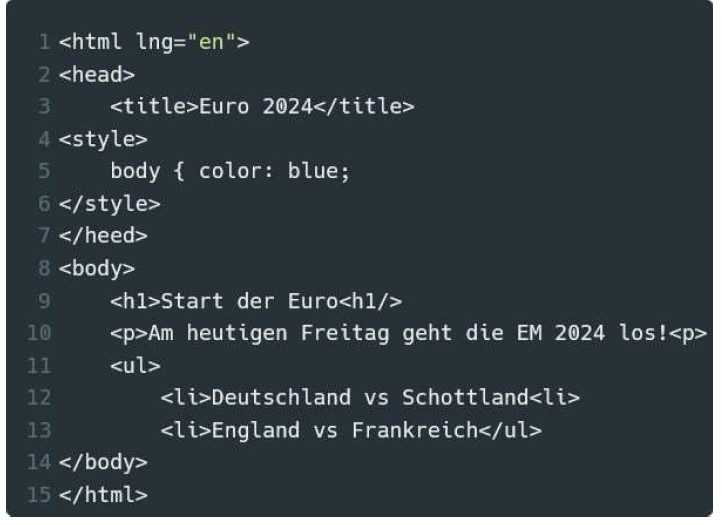 1 <html lng="en">
2 <head>
3     <title>Euro 2024</title>
4 <style>
5     body { color: blue;
6 </style>
7 </heed>
8 <body>
9     <h1>Start der Euro<h1/>
10     <p>Am heutigen Freitag geht die EM 2024 los!<p>
11     <ul>
12         <li>Deutschland vs Schottland<li>
13         <li>England vs Frankreich</ul>
14 </body>
15 </html>